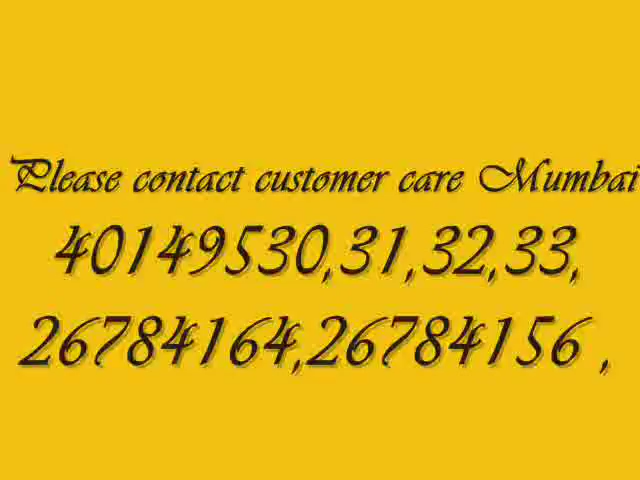 Please contact customer care Mumbai
40149530,31,32,33,
26784164,26784156 ,